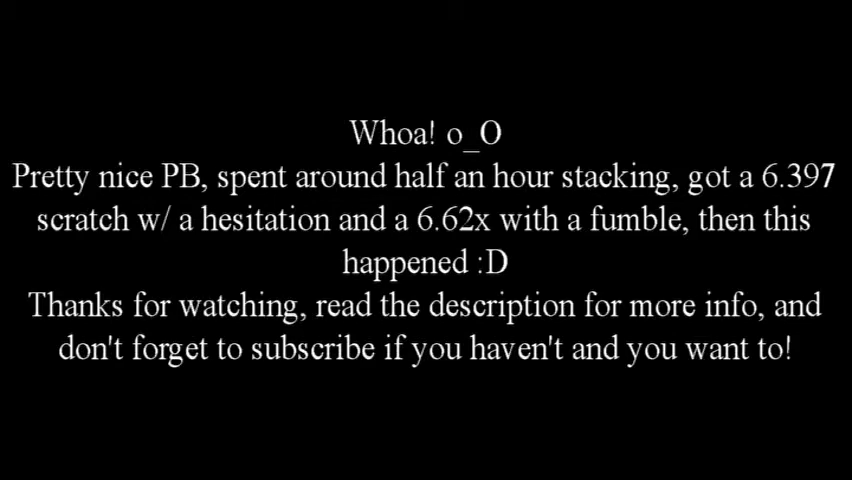 Whoa! o_O
Pretty nice PB, spent around half an hour stacking, got a 6.397
scratch w/ a hesitation and a 6.62x with a fumble, then this
happened :D
Thanks for watching, read the description for more info, and
don't forget to subscribe if you haven't and you want to!